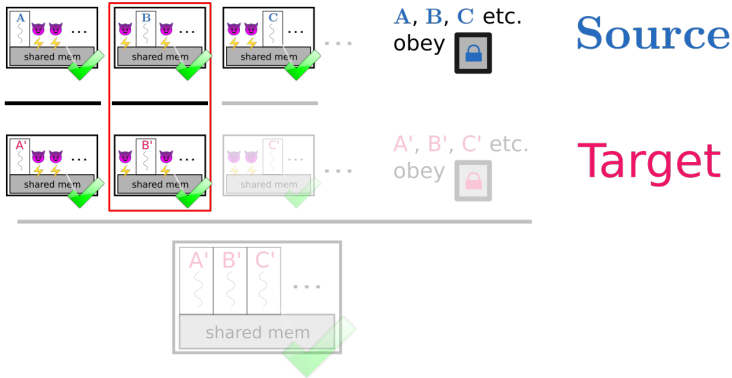 A B C A, B, C etc. Source
shared mem shared mem shared mem ... obey
A' B' C' A', B', C' etc. Target
shared mem shared mem shared mem ... obey
A' B' C' ...
shared mem